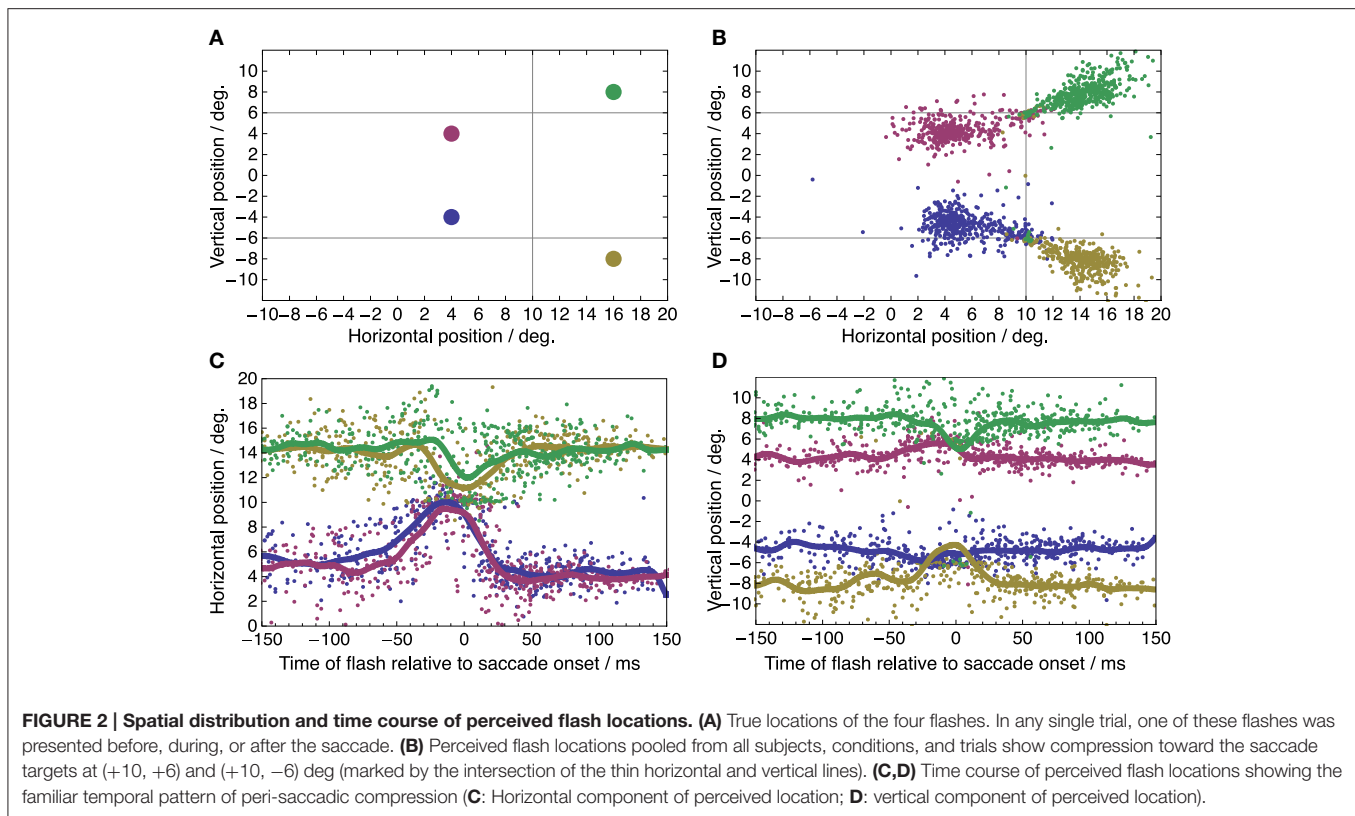 A
B
Vertical position / deg.
10
8
6
4
2
0
−2
−4
−6
−8
−10
−10 −8 −6 −4 −2 0 2 4 6 8 10 12 14 16 18 20
Horizontal position / deg.
Vertical position / deg.
10
8
6
4
2
0
−2
−4
−6
−8
−10
−10 −8 −6 −4 −2 0 2 4 6 8 10 12 14 16 18 20
Horizontal position / deg.
C
D
Horizontal position / deg.
20
18
16
14
12
10
8
6
4
2
0
−150 −100 −50 0 50 100 150
Time of flash relative to saccade onset / ms
Vertical position / deg.
10
8
6
4
2
0
−2
−4
−6
−8
−10
−150 −100 −50 0 50 100 150
Time of flash relative to saccade onset / ms
FIGURE 2 | Spatial distribution and time course of perceived flash locations. (A) True locations of the four flashes. In any single trial, one of these flashes was
presented before, during, or after the saccade. (B) Perceived flash locations pooled from all subjects, conditions, and trials show compression toward the saccade
targets at (+10, +6) and (+10, −6) deg (marked by the intersection of the thin horizontal and vertical lines). (C,D) Time course of perceived flash locations showing the
familiar temporal pattern of peri-saccadic compression (C: Horizontal component of perceived location; D: vertical component of perceived location).